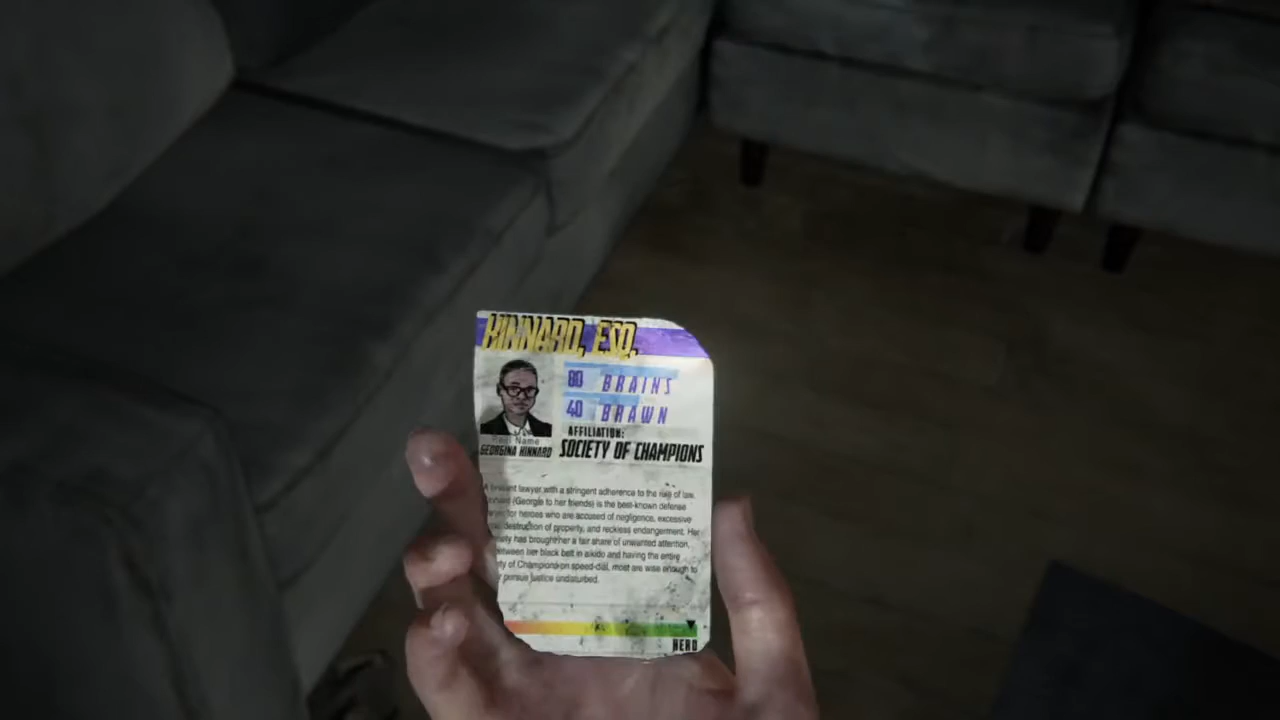 KINNARD, ESQ.
80 BRAINS
40 BRAWN
AFFILIATION:
Real Name
GEORGINA KINNARD
SOCIETY OF CHAMPIONS
A brilliant lawyer with a stringent adherence to the rule of law,
(Georgie to her friends) is the best-known defense
for heroes who are accused of negligence, excessive
destruction of property, and reckless endangerment. Her
has brought her a fair share of unwanted attention,
between her black belt in aikido and having the entire
of Champions on speed-dial, most are wise enough to
pursue justice undisturbed.
HERO